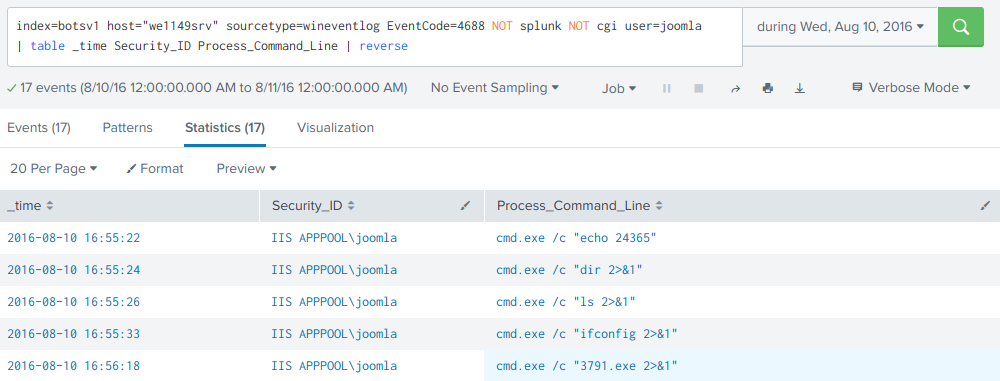 index=botsv1 host="we1149srv" sourcetype=wineventlog EventCode=4688 NOT splunk NOT cgi user=joomla
| table _time Security_ID Process_Command_Line | reverse
during Wed, Aug 10, 2016
17 events (8/10/16 12:00:00.000 AM to 8/11/16 12:00:00.000 AM) No Event Sampling Job Verbose Mode
Events (17) Patterns Statistics (17) Visualization
20 Per Page Format Preview
_time Security_ID Process_Command_Line
2016-08-10 16:55:22 IIS APPPOOL\joomla cmd.exe /c "echo 24365"
2016-08-10 16:55:24 IIS APPPOOL\joomla cmd.exe /c "dir 2>&1"
2016-08-10 16:55:26 IIS APPPOOL\joomla cmd.exe /c "ls 2>&1"
2016-08-10 16:55:33 IIS APPPOOL\joomla cmd.exe /c "ifconfig 2>&1"
2016-08-10 16:56:18 IIS APPPOOL\joomla cmd.exe /c "3791.exe 2>&1"